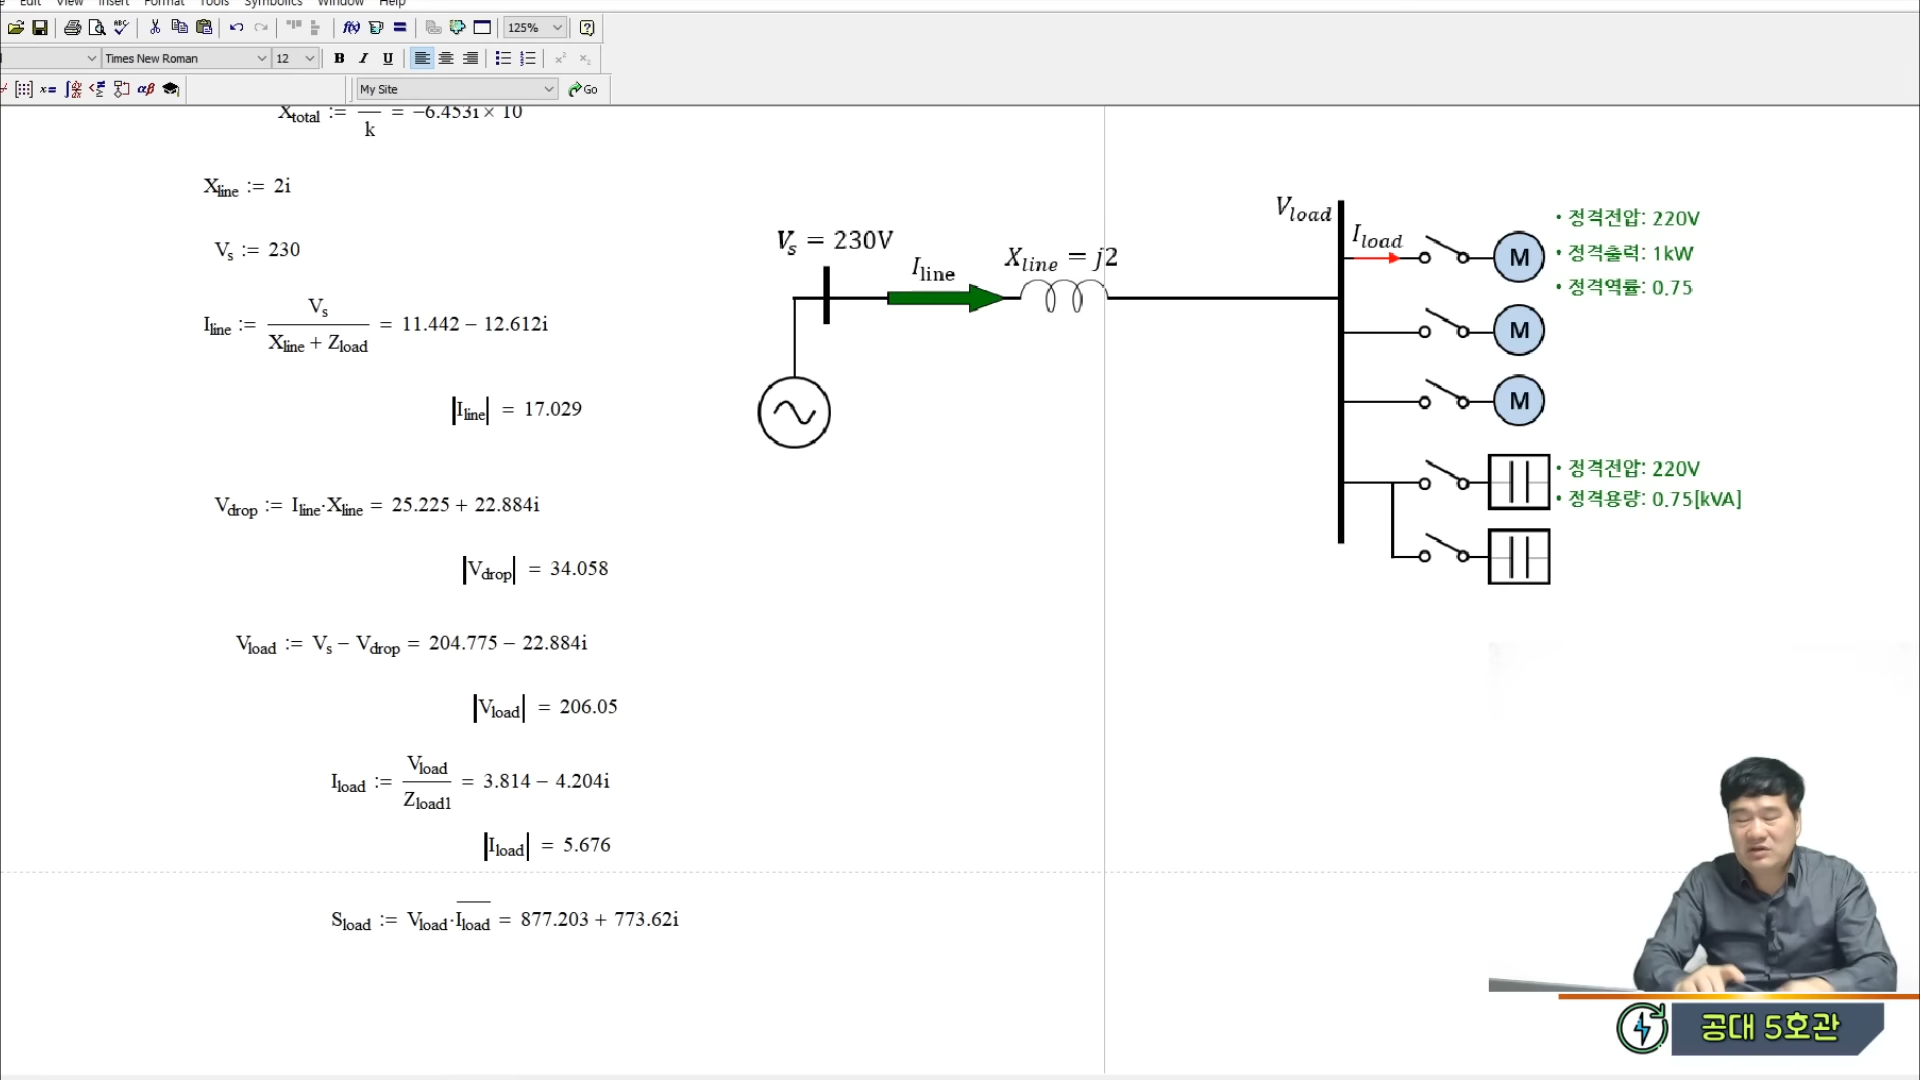 Edit View Insert Format Tools Symbolics Window Help
125%
Times New Roman 12 B I U
My Site Go
Xtotal := — k = −6.453i × 10
Xline := 2i
Vs := 230
Iline := Vs / (Xline + Zload) = 11.442 − 12.612i
|Iline| = 17.029
Vdrop := Iline·Xline = 25.225 + 22.884i
|Vdrop| = 34.058
Vload := Vs − Vdrop = 204.775 − 22.884i
|Vload| = 206.05
Iload := Vload / Zload1 = 3.814 − 4.204i
|Iload| = 5.676
Sload := Vload·I̅load = 877.203 + 773.62i
Vs = 230V
Iline
Xline = j2
Vload
Iload
M
• 정격전압: 220V
• 정격출력: 1kW
• 정격역률: 0.75
M
M
• 정격전압: 220V
• 정격용량: 0.75[kVA]
공대 5호관